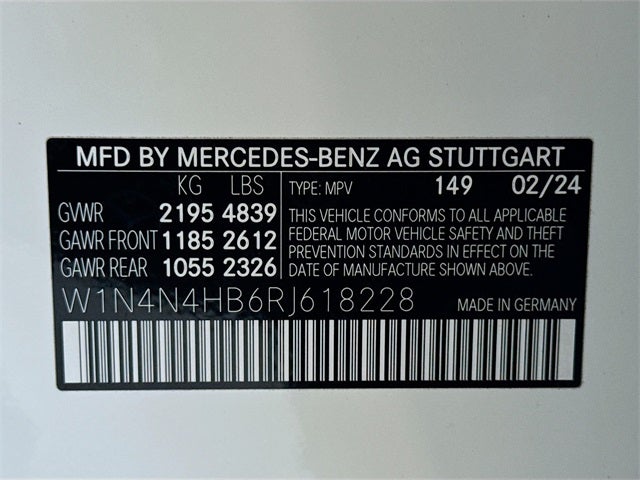 MFD BY MERCEDES-BENZ AG STUTTGART
KG LBS TYPE: MPV 149 02/24
GVWR 2195 4839 THIS VEHICLE CONFORMS TO ALL APPLICABLE
GAWR FRONT 1185 2612 FEDERAL MOTOR VEHICLE SAFETY AND THEFT
GAWR REAR 1055 2326 PREVENTION STANDARDS IN EFFECT ON THE
DATE OF MANUFACTURE SHOWN ABOVE.
W1N4N4HB6RJ618228 MADE IN GERMANY